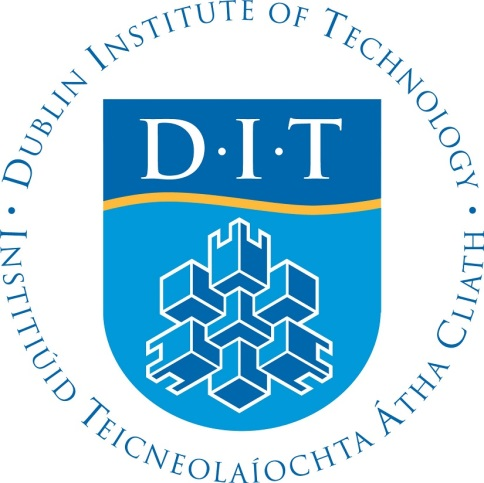 Dublin Institute of Technology
D·I·T
Institiúid Teicneolaíochta Átha Cliath